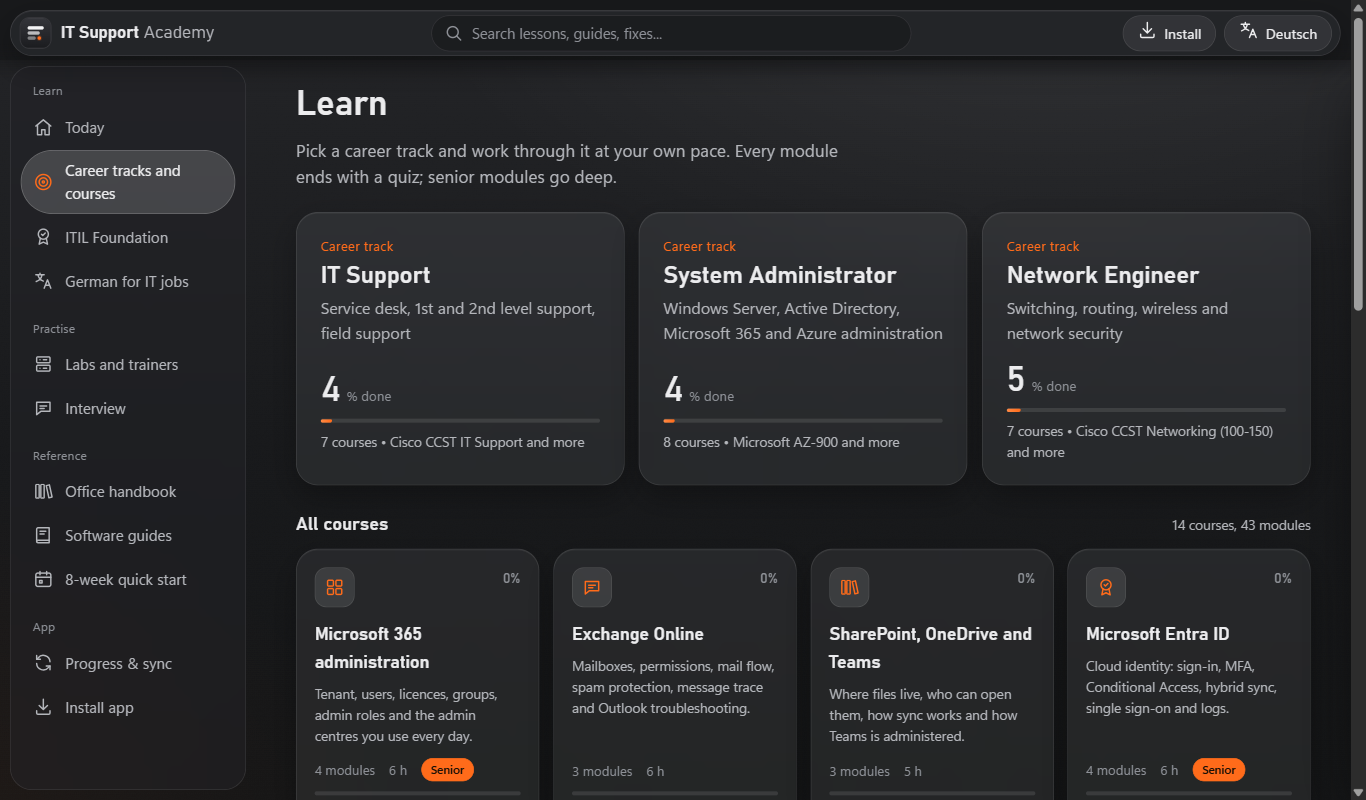 IT Support Academy
Search lessons, guides, fixes...
Install
Deutsch
Learn
Today
Career tracks and
courses
ITIL Foundation
German for IT jobs
Practise
Labs and trainers
Interview
Reference
Office handbook
Software guides
8-week quick start
App
Progress & sync
Install app
Learn
Pick a career track and work through it at your own pace. Every module
ends with a quiz; senior modules go deep.
Career track
IT Support
Service desk, 1st and 2nd level support,
field support
4 % done
7 courses • Cisco CCST IT Support and more
Career track
System Administrator
Windows Server, Active Directory,
Microsoft 365 and Azure administration
4 % done
8 courses • Microsoft AZ-900 and more
Career track
Network Engineer
Switching, routing, wireless and
network security
5 % done
7 courses • Cisco CCST Networking (100-150)
and more
All courses
14 courses, 43 modules
0%
Microsoft 365
administration
Tenant, users, licences, groups,
admin roles and the admin
centres you use every day.
4 modules 6 h Senior
0%
Exchange Online
Mailboxes, permissions, mail flow,
spam protection, message trace
and Outlook troubleshooting.
3 modules 6 h
0%
SharePoint, OneDrive and
Teams
Where files live, who can open
them, how sync works and how
Teams is administered.
3 modules 5 h
0%
Microsoft Entra ID
Cloud identity: sign-in, MFA,
Conditional Access, hybrid sync,
single sign-on and logs.
4 modules 6 h Senior